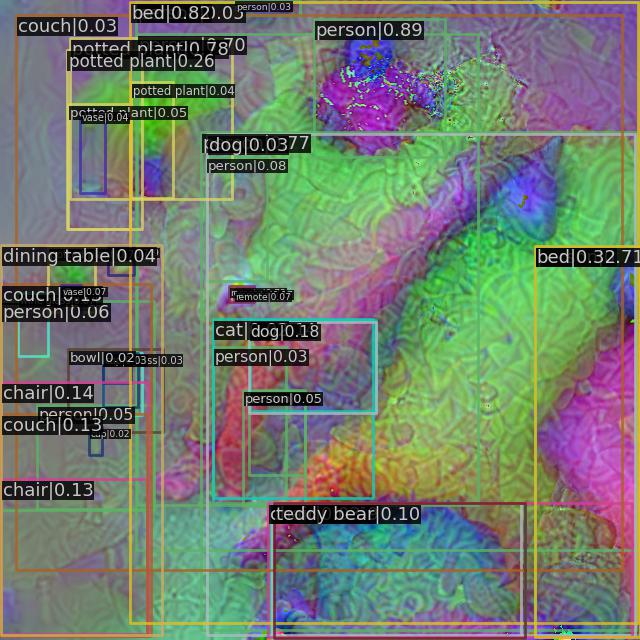 person|0.03
bed|0.82
couch|0.03
person|0.89
potted plant|0.78
potted plant|0.26
potted plant|0.04
potted plant|0.05
vase|0.04
dog|0.03
person|0.08
dining table|0.04
bed|0.32
vase|0.07
remote|0.07
person|0.06
cat|
dog|0.18
person|0.03
bowl|0.02
chair|0.14
person|0.05
person|0.05
couch|0.13
cup|0.02
chair|0.13
teddy bear|0.10